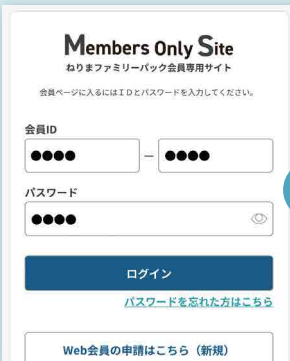 Members Only Site
ねりまファミリーパック会員専用サイト
会員ページに入るにはＩＤとパスワードを入力してください。
会員ID
●●●● － ●●●●
パスワード
●●●●
ログイン
パスワードを忘れた方はこちら
Web会員の申請はこちら（新規）